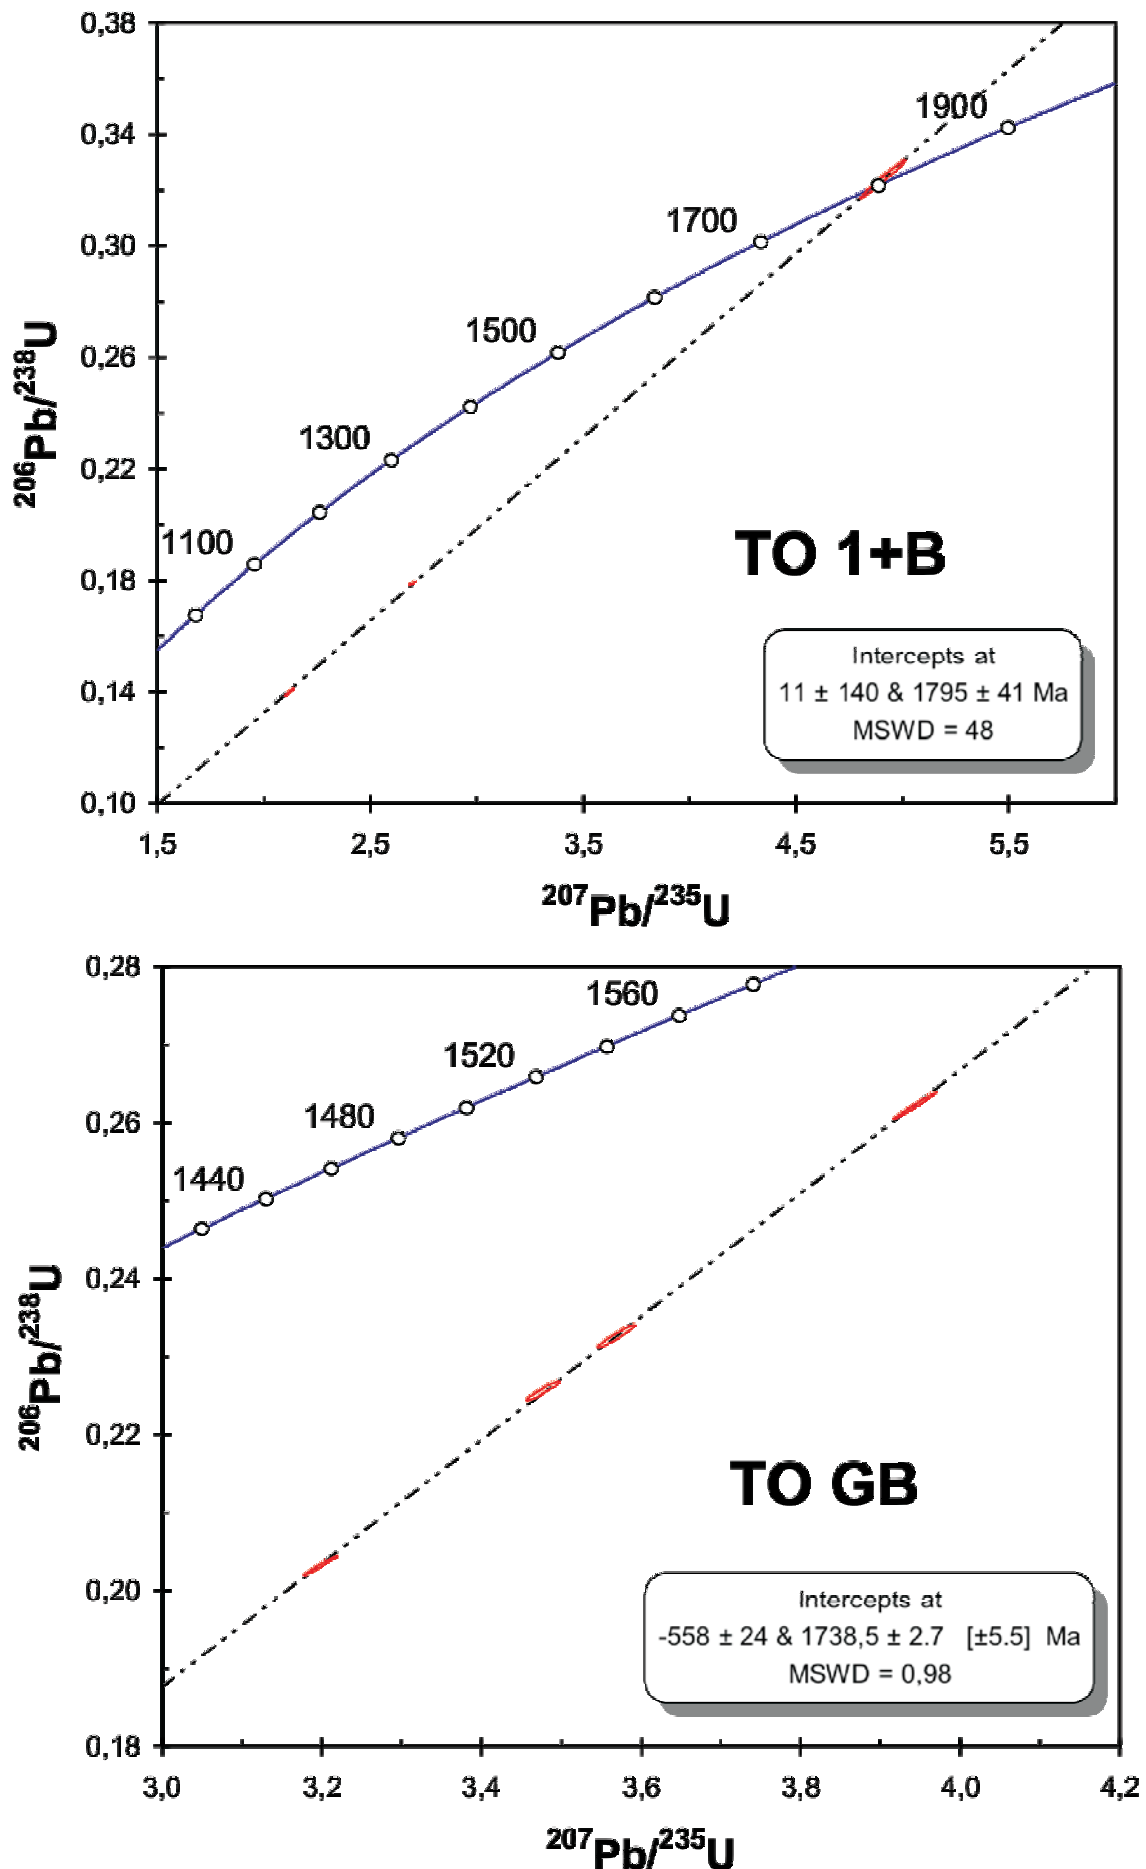 0,38
1900
0,34
1700
0,30
1500
0,26
1300
0,22
1100
0,18
0,14
0,10
206Pb/238U
TO 1+B
Intercepts at
11 ± 140 & 1795 ± 41 Ma
MSWD = 48
1,5 2,5 3,5 4,5 5,5
207Pb/235U
0,28
1560
1520
0,26
1480
1440
0,24
0,22
0,20
0,18
206Pb/238U
TO GB
Intercepts at
-558 ± 24 & 1738,5 ± 2.7 [±5.5] Ma
MSWD = 0,98
3,0 3,2 3,4 3,6 3,8 4,0 4,2
207Pb/235U